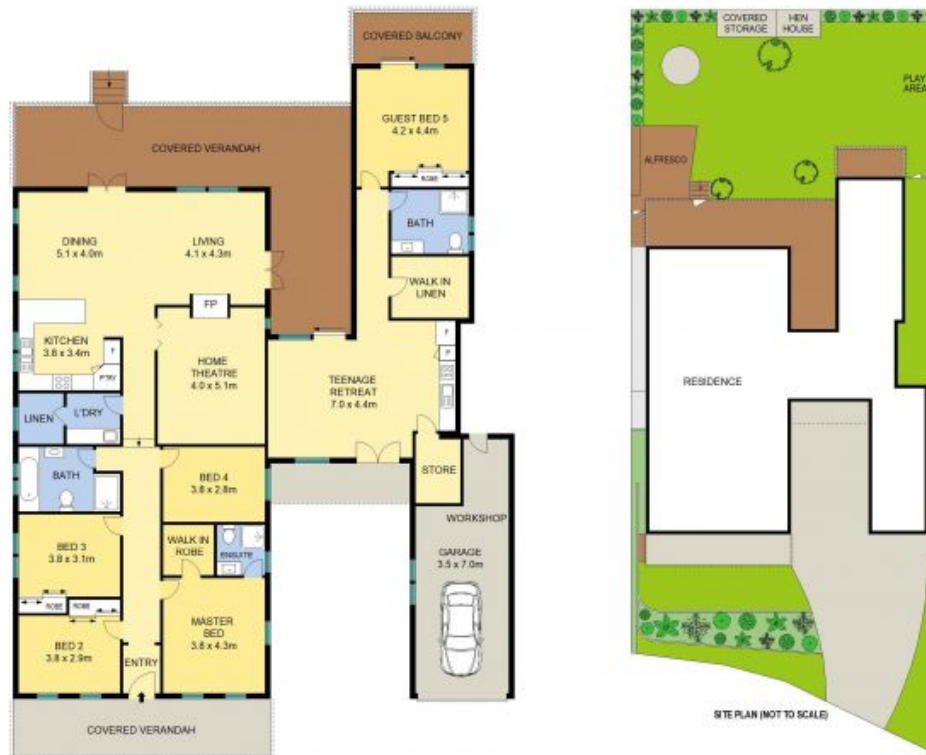 COVERED BALCONY
GUEST BED 5
4.2 x 4.4m
ROBE
COVERED VERANDAH
BATH
WALK IN
LINEN
DINING
5.1 x 4.0m
LIVING
4.1 x 4.3m
FP
KITCHEN
3.6 x 3.4m
F
P'TRY
HOME
THEATRE
4.0 x 5.1m
TEENAGE
RETREAT
7.0 x 4.4m
F
P
LINEN
L'DRY
BATH
BED 4
3.8 x 2.8m
STORE
WORKSHOP
GARAGE
3.5 x 7.0m
BED 3
3.8 x 3.1m
WALK IN
ROBE
ENSUITE
ROBE
ROBE
BED 2
3.8 x 2.9m
MASTER
BED
3.8 x 4.3m
ENTRY
COVERED VERANDAH
COVERED
STORAGE
HEN
HOUSE
PLAY
AREA
ALFRESCO
RESIDENCE
SITE PLAN (NOT TO SCALE)